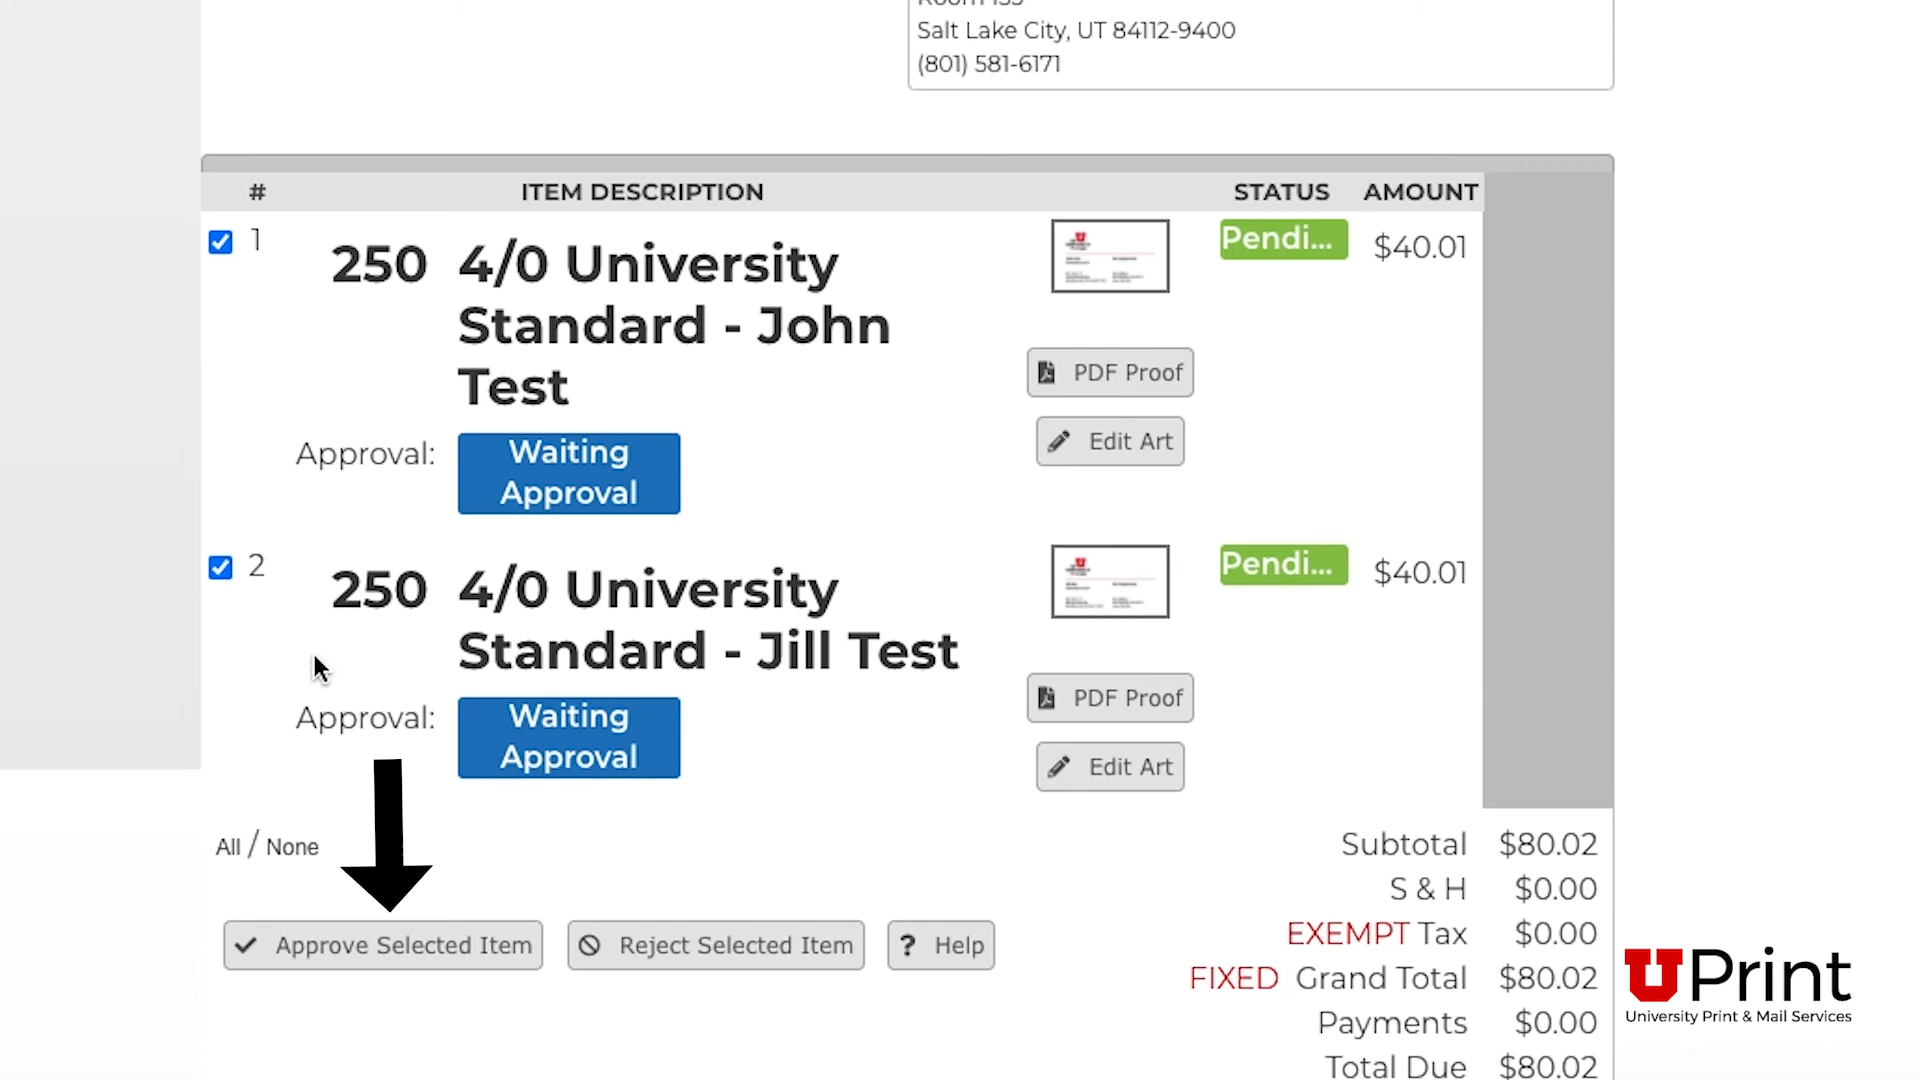 Salt Lake City, UT 84112-9400
(801) 581-6171
# ITEM DESCRIPTION STATUS AMOUNT
1 250 4/0 University Pendi... $40.01
Standard - John
Test
PDF Proof
Edit Art
Approval: Waiting
Approval
2 250 4/0 University Pendi... $40.01
Standard - Jill Test
PDF Proof
Edit Art
Approval: Waiting
Approval
All / None
Approve Selected Item Reject Selected Item ? Help
Subtotal $80.02
S & H $0.00
EXEMPT Tax $0.00
FIXED Grand Total $80.02
Payments $0.00
Total Due $80.02
U Print
University Print & Mail Services